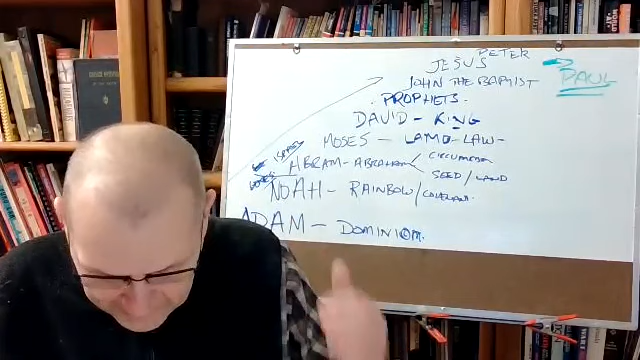 PETER
JESUS
PAUL
JOHN THE BAPTIST
PROPHETS.
DAVID - KING
MOSES - LAND - LAW -
ABRAM - ABRAHAM <
SEED / LAND
NOAH - RAINBOW /
ADAM - DOMINION.